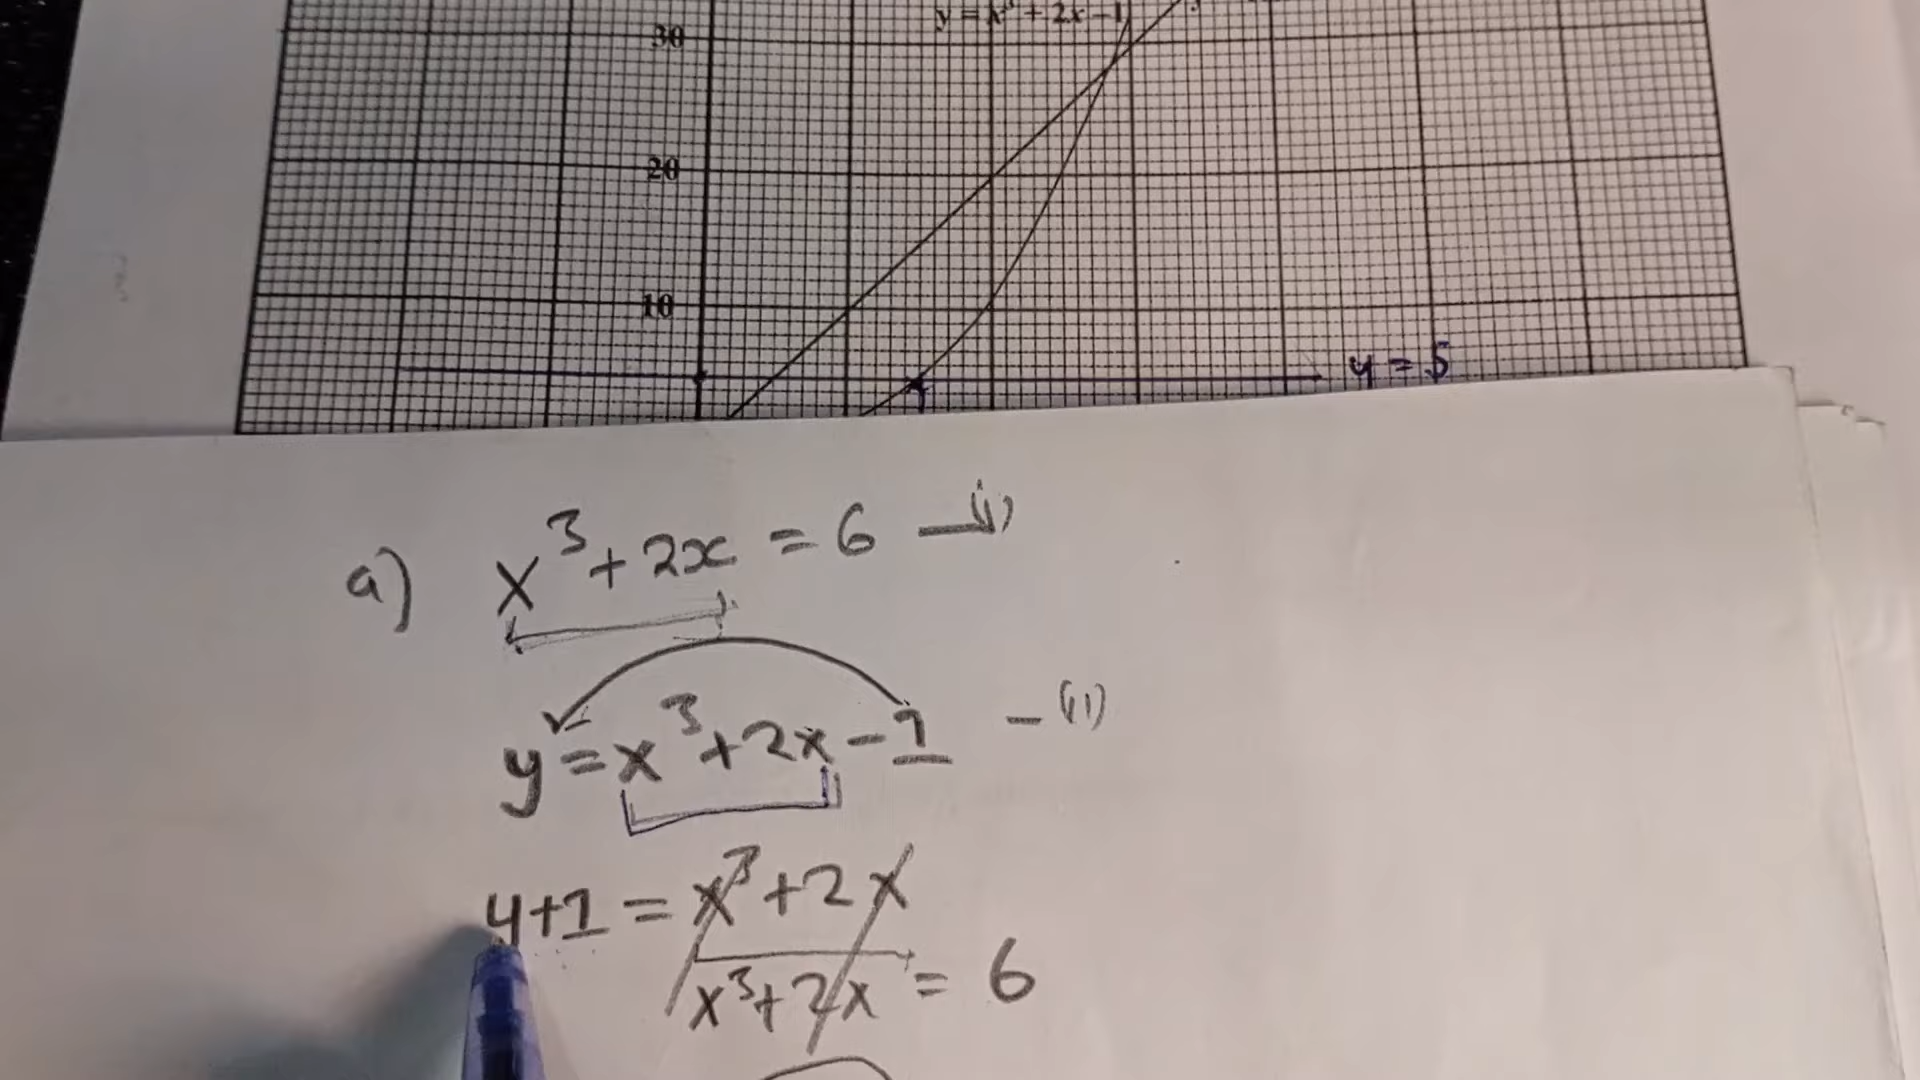 y = x³ + 2x − 1
30
20
10
y = 5
a) x³ + 2x = 6 — (i)
y = x³ + 2x − 1 — (ii)
y + 1 = x³ + 2x
x³ + 2x = 6